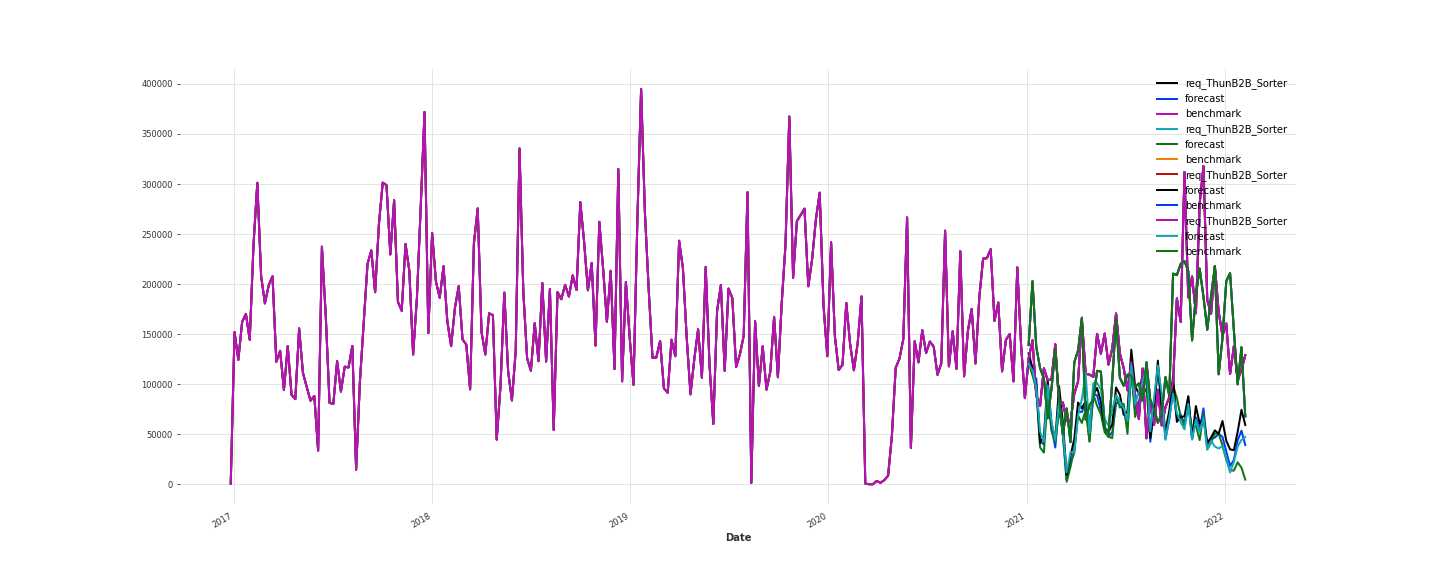 400000
350000
300000
250000
200000
150000
100000
50000
0
req_ThunB2B_Sorter
forecast
benchmark
req_ThunB2B_Sorter
forecast
benchmark
req_ThunB2B_Sorter
forecast
benchmark
req_ThunB2B_Sorter
forecast
benchmark
2017
2018
2019
2020
2021
2022
Date